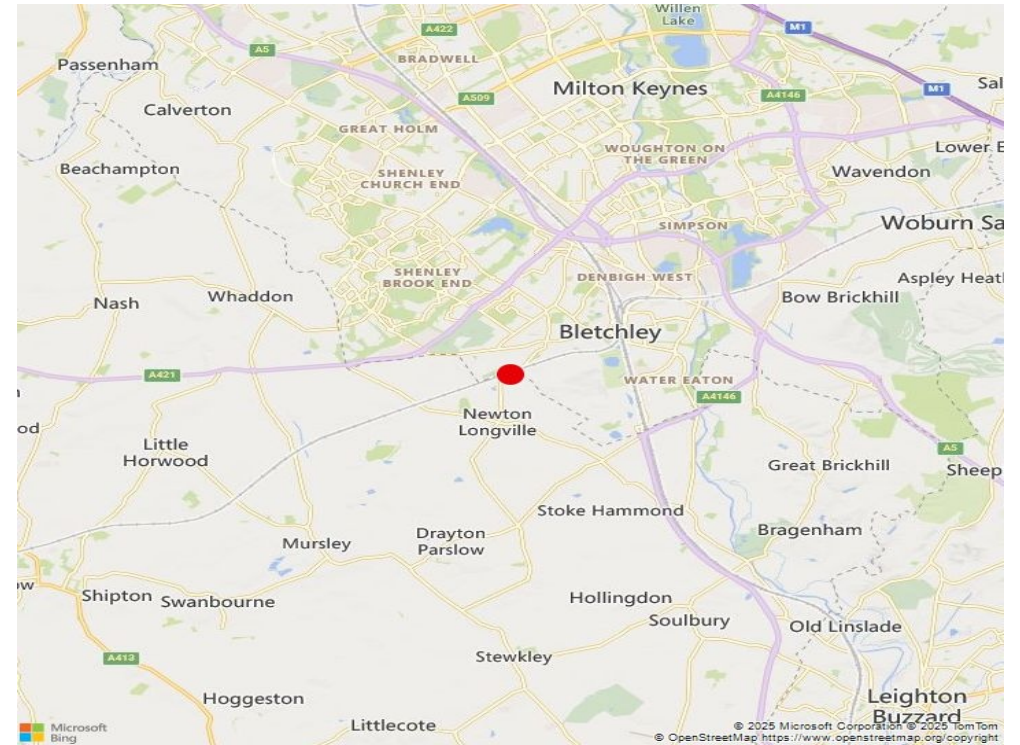 Willen
Lake
M1
A422
A5
BRADWELL
Passenham
Milton Keynes
M1
Sal
A509
A4146
Calverton
GREAT HOLM
WOUGHTON ON
THE GREEN
Lower E
Beachampton
SHENLEY
CHURCH END
Wavendon
SIMPSON
Woburn Sa
SHENLEY
BROOK END
DENBIGH WEST
Aspley Heat
Nash
Whaddon
Bow Brickhill
Bletchley
A421
WATER EATON
A4146
Newton
Longville
od
Little
Horwood
A5
Great Brickhill
Sheep
Stoke Hammond
Drayton
Parslow
Bragenham
Mursley
ow
Shipton
Swanbourne
Hollingdon
Soulbury
Old Linslade
A413
Stewkley
Hoggeston
Leighton
Buzzard
Littlecote
Microsoft
Bing
© 2025 Microsoft Corporation © 2025 TomTom
© OpenStreetMap https://www.openstreetmap.org/copyright